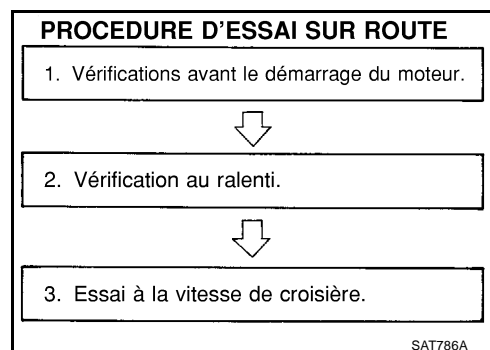 PROCEDURE D'ESSAI SUR ROUTE
1. Vérifications avant le démarrage du moteur.
2. Vérification au ralenti.
3. Essai à la vitesse de croisière.
SAT786A